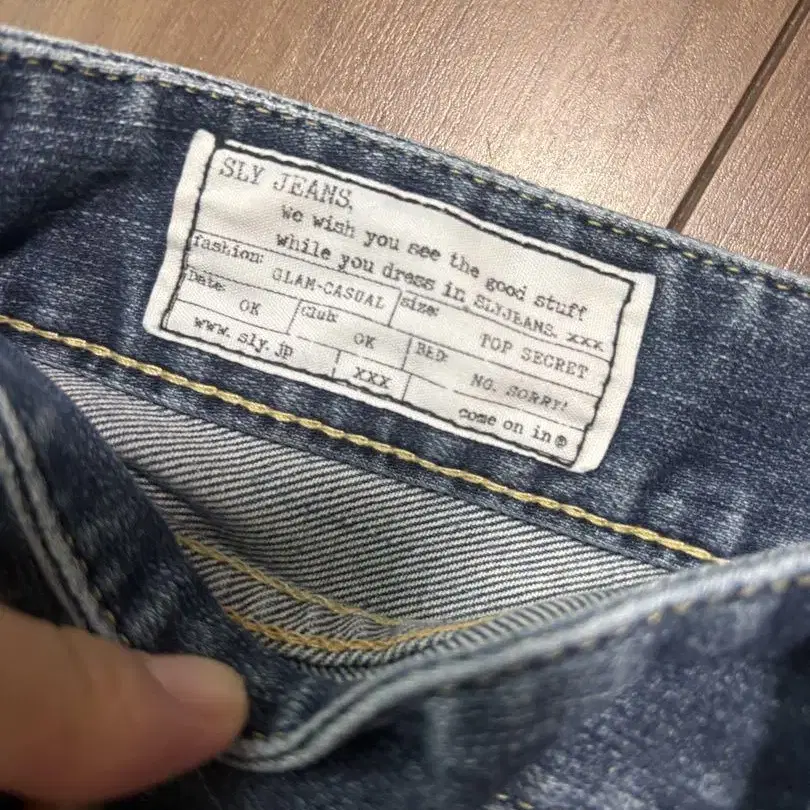 SLY JEANS.
We wish you see the good stuff
while you dress in SLYJEANS. xxx
fashion: GLAM-CASUAL size: TOP SECRET
Date: OK Club: OK BED: NO, SORRY!
www.sly.jp xxx come on in®